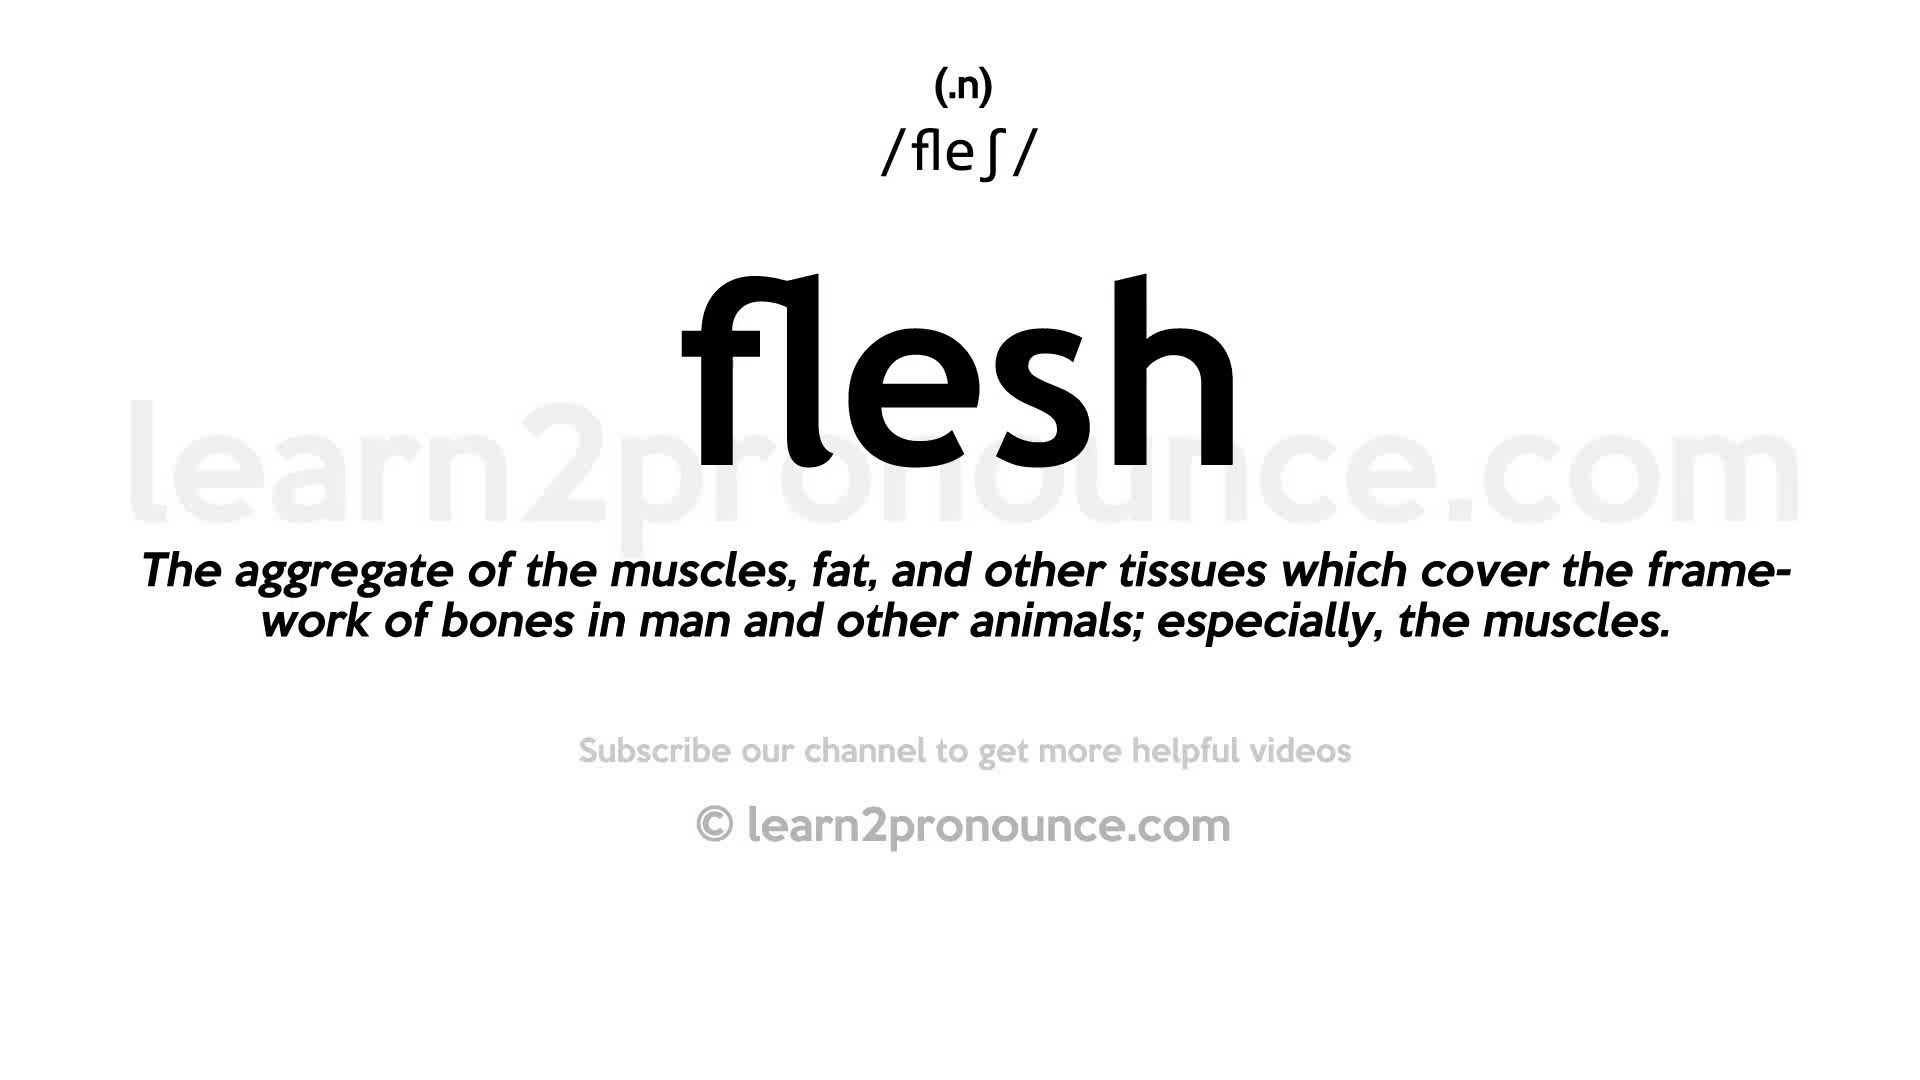 (.n)
/fleʃ/
flesh
learn2pronounce.com
The aggregate of the muscles, fat, and other tissues which cover the frame-
work of bones in man and other animals; especially, the muscles.
Subscribe our channel to get more helpful videos
© learn2pronounce.com